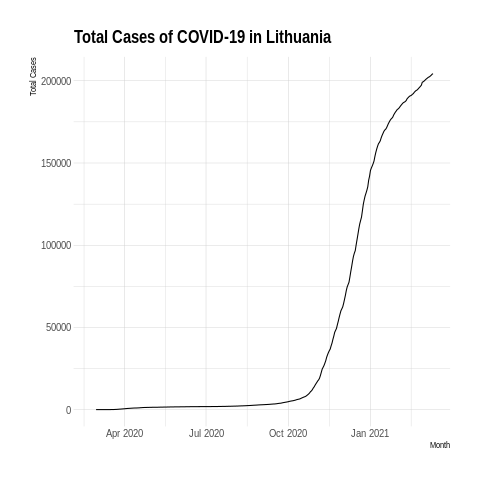 Total Cases of COVID-19 in Lithuania
Total Cases
200000
150000
100000
50000
0
Apr 2020 Jul 2020 Oct 2020 Jan 2021
Month